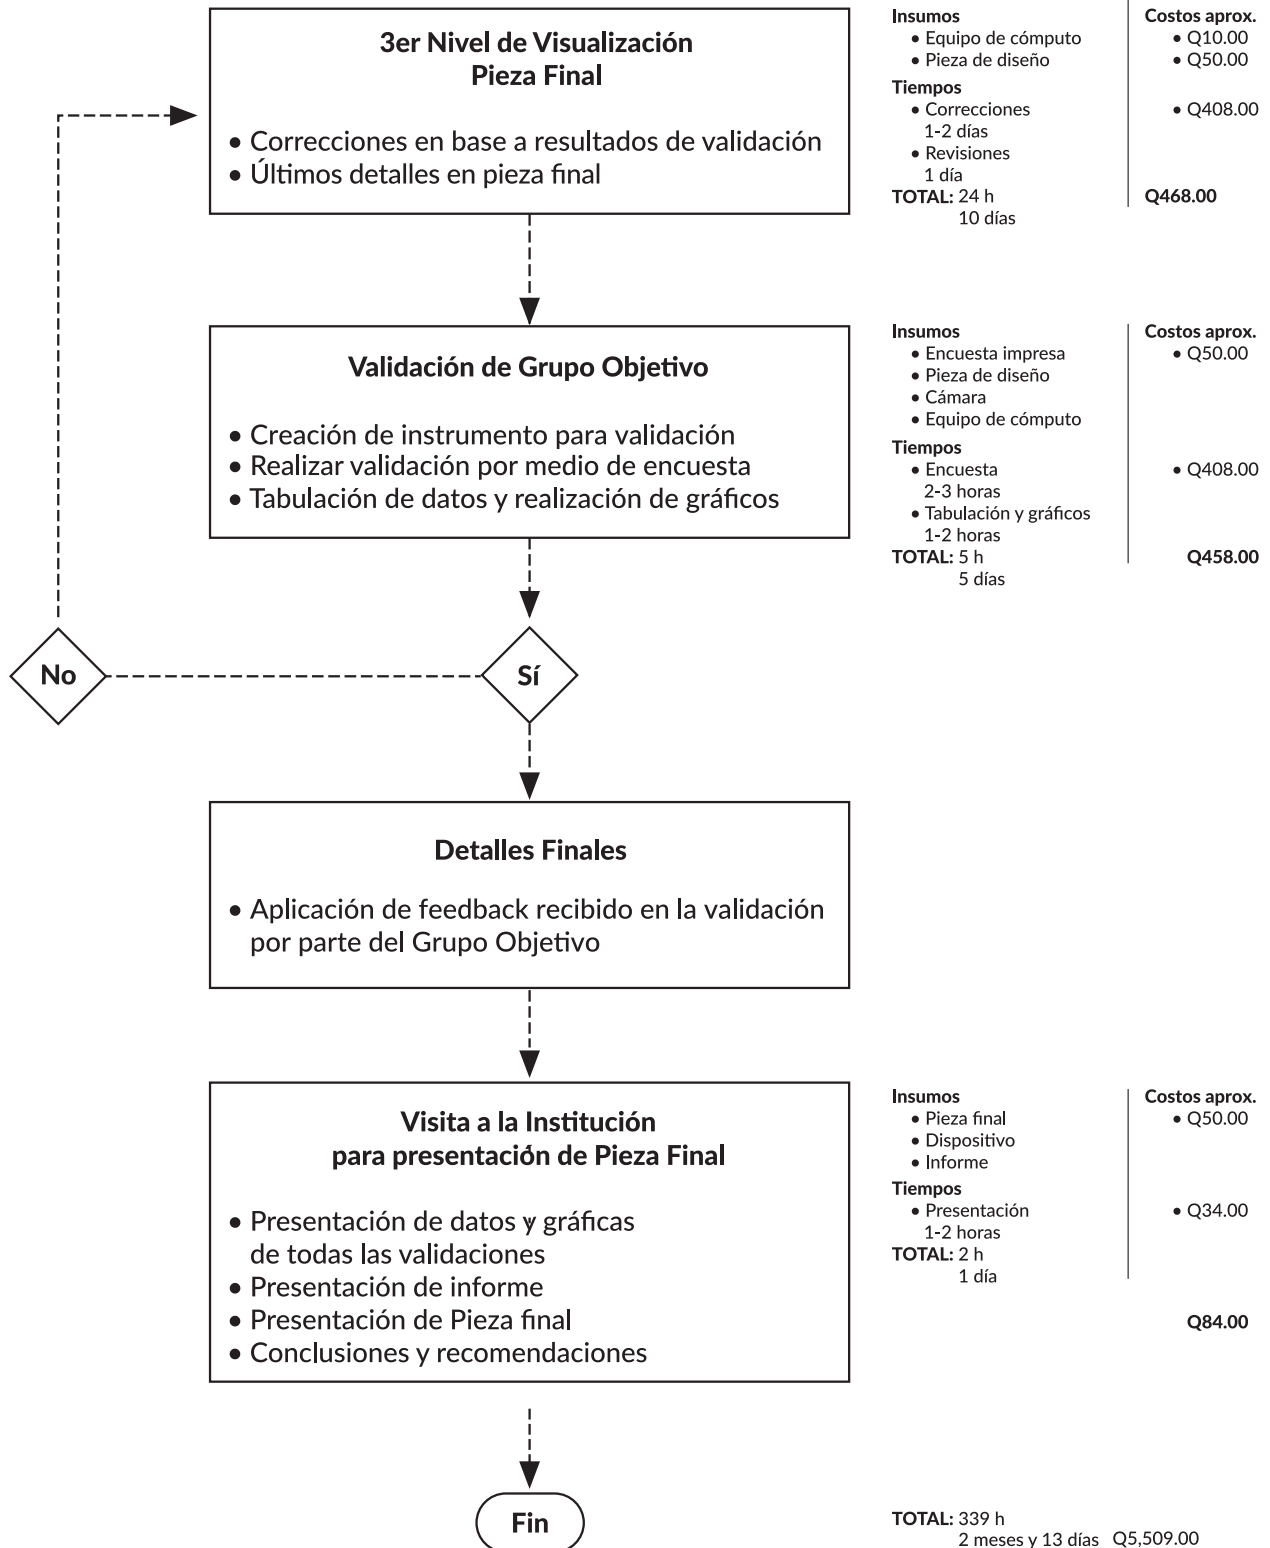 3er Nivel de Visualización
Pieza Final
• Correcciones en base a resultados de validación
• Últimos detalles en pieza final
Insumos
• Equipo de cómputo
• Pieza de diseño
Tiempos
• Correcciones
1-2 días
• Revisiones
1 día
TOTAL: 24 h
10 días
Costos aprox.
• Q10.00
• Q50.00
• Q408.00
Q468.00
Validación de Grupo Objetivo
• Creación de instrumento para validación
• Realizar validación por medio de encuesta
• Tabulación de datos y realización de gráficos
Insumos
• Encuesta impresa
• Pieza de diseño
• Cámara
• Equipo de cómputo
Tiempos
• Encuesta
2-3 horas
• Tabulación y gráficos
1-2 horas
TOTAL: 5 h
5 días
Costos aprox.
• Q50.00
• Q408.00
Q458.00
No
Sí
Detalles Finales
• Aplicación de feedback recibido en la validación
por parte del Grupo Objetivo
Visita a la Institución
para presentación de Pieza Final
• Presentación de datos y gráficas
de todas las validaciones
• Presentación de informe
• Presentación de Pieza final
• Conclusiones y recomendaciones
Insumos
• Pieza final
• Dispositivo
• Informe
Tiempos
• Presentación
1-2 horas
TOTAL: 2 h
1 día
Costos aprox.
• Q50.00
• Q34.00
Q84.00
Fin
TOTAL: 339 h
2 meses y 13 días Q5,509.00